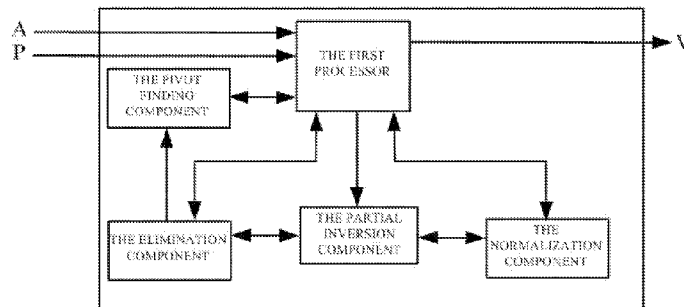 A
P
THE FIRST
PROCESSOR
V
THE PIVOT
FINDING
COMPONENT
THE ELIMINATION
COMPONENT
THE PARTIAL
INVERSION
COMPONENT
THE
NORMALIZATION
COMPONENT